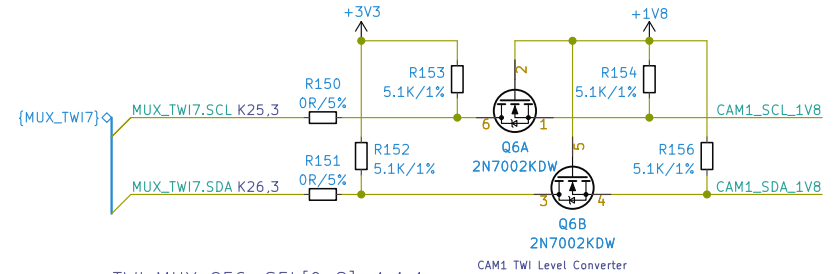 +3V3
+1V8
R150
0R/5%
R153
5.1K/1%
2
R154
5.1K/1%
{MUX_TWI7}
MUX_TWI7.SCL K25,3
6
1
CAM1_SCL_1V8
R151
0R/5%
R152
5.1K/1%
Q6A
2N7002KDW
5
R156
5.1K/1%
MUX_TWI7.SDA K26,3
3
4
CAM1_SDA_1V8
Q6B
2N7002KDW
CAM1 TWI Level Converter